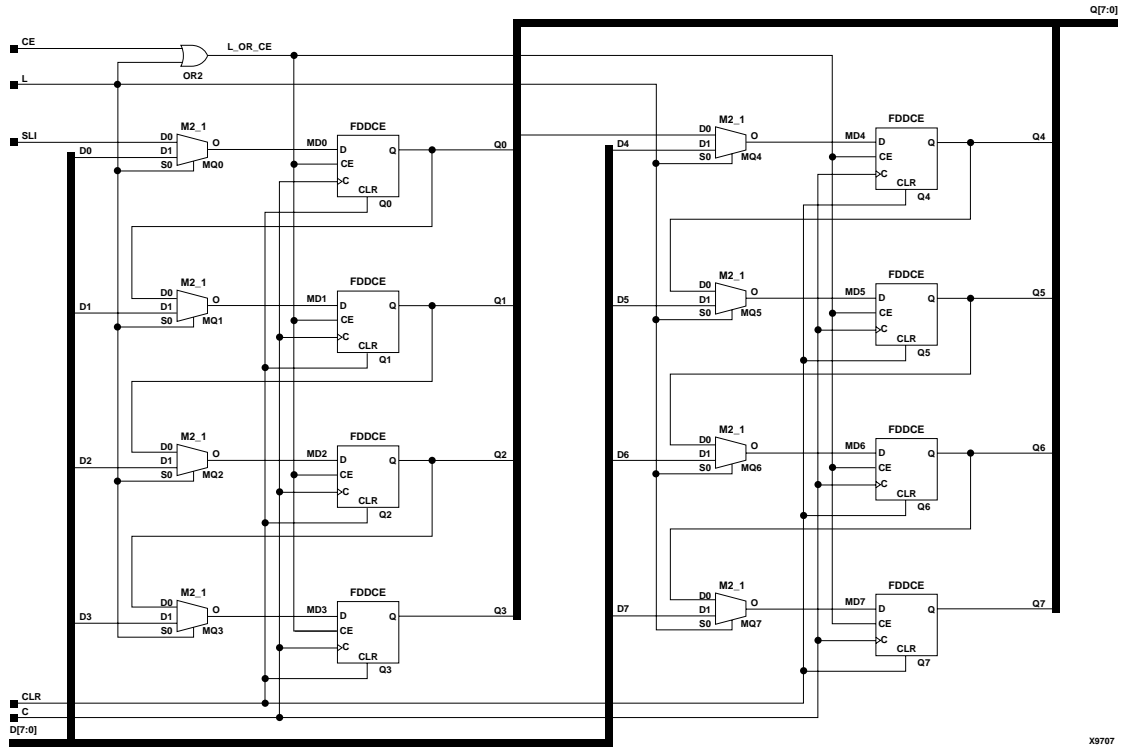 Q[7:0]
CE
L_OR_CE
OR2
L
SLI
D0
M2_1
D0
D1
S0
O
MQ0
MD0
FDDCE
D
CE
C
CLR
Q
Q0
Q0
D1
M2_1
D0
D1
S0
O
MQ1
MD1
FDDCE
D
CE
C
CLR
Q
Q1
Q1
D2
M2_1
D0
D1
S0
O
MQ2
MD2
FDDCE
D
CE
C
CLR
Q
Q2
Q2
D3
M2_1
D0
D1
S0
O
MQ3
MD3
FDDCE
D
CE
C
CLR
Q
Q3
Q3
D4
M2_1
D0
D1
S0
O
MQ4
MD4
FDDCE
D
CE
C
CLR
Q
Q4
Q4
D5
M2_1
D0
D1
S0
O
MQ5
MD5
FDDCE
D
CE
C
CLR
Q
Q5
Q5
D6
M2_1
D0
D1
S0
O
MQ6
MD6
FDDCE
D
CE
C
CLR
Q
Q6
Q6
D7
M2_1
D0
D1
S0
O
MQ7
MD7
FDDCE
D
CE
C
CLR
Q
Q7
Q7
CLR
C
D[7:0]
X9707